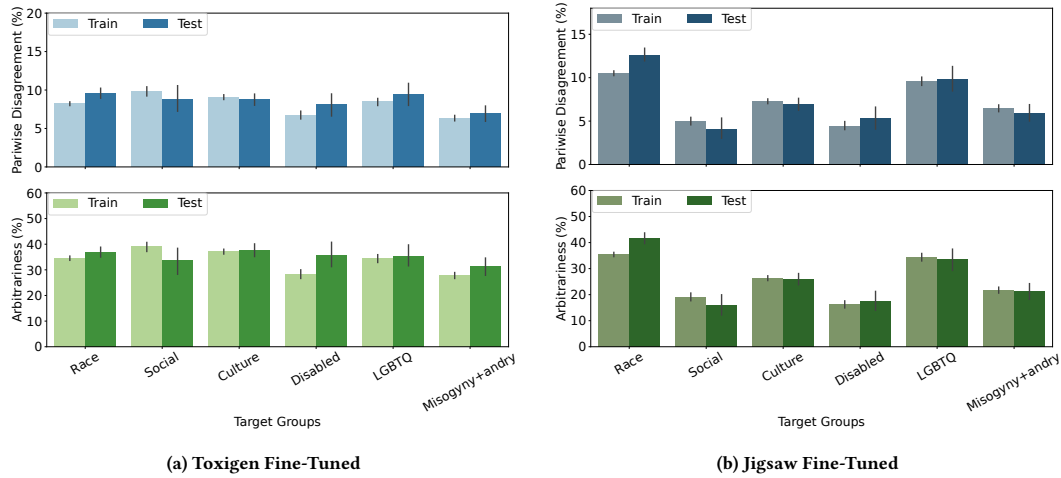 Pariwise Disagreement (%)
20
15
10
5
0
Train Test
Arbitrariness (%)
60
50
40
30
20
10
0
Train Test
Race Social Culture Disabled LGBTQ Misogyny+andry
Target Groups
(a) Toxigen Fine-Tuned
Pariwise Disagreement (%)
15
10
5
0
Train Test
Arbitrariness (%)
60
50
40
30
20
10
0
Train Test
Race Social Culture Disabled LGBTQ Misogyny+andry
Target Groups
(b) Jigsaw Fine-Tuned